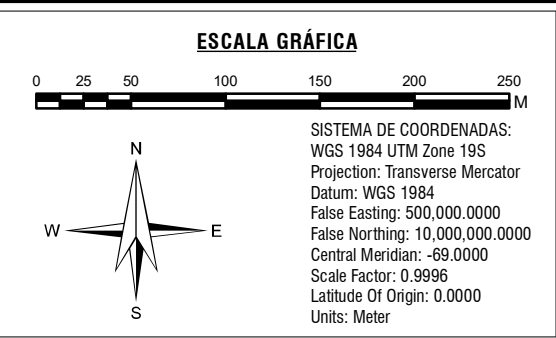 ESCALA GRÁFICA
0 25 50 100 150 200 250
M
SISTEMA DE COORDENADAS:
WGS 1984 UTM Zone 19S
Projection: Transverse Mercator
Datum: WGS 1984
False Easting: 500,000.0000
False Northing: 10,000,000.0000
Central Meridian: -69.0000
Scale Factor: 0.9996
Latitude Of Origin: 0.0000
Units: Meter
N
W E
S